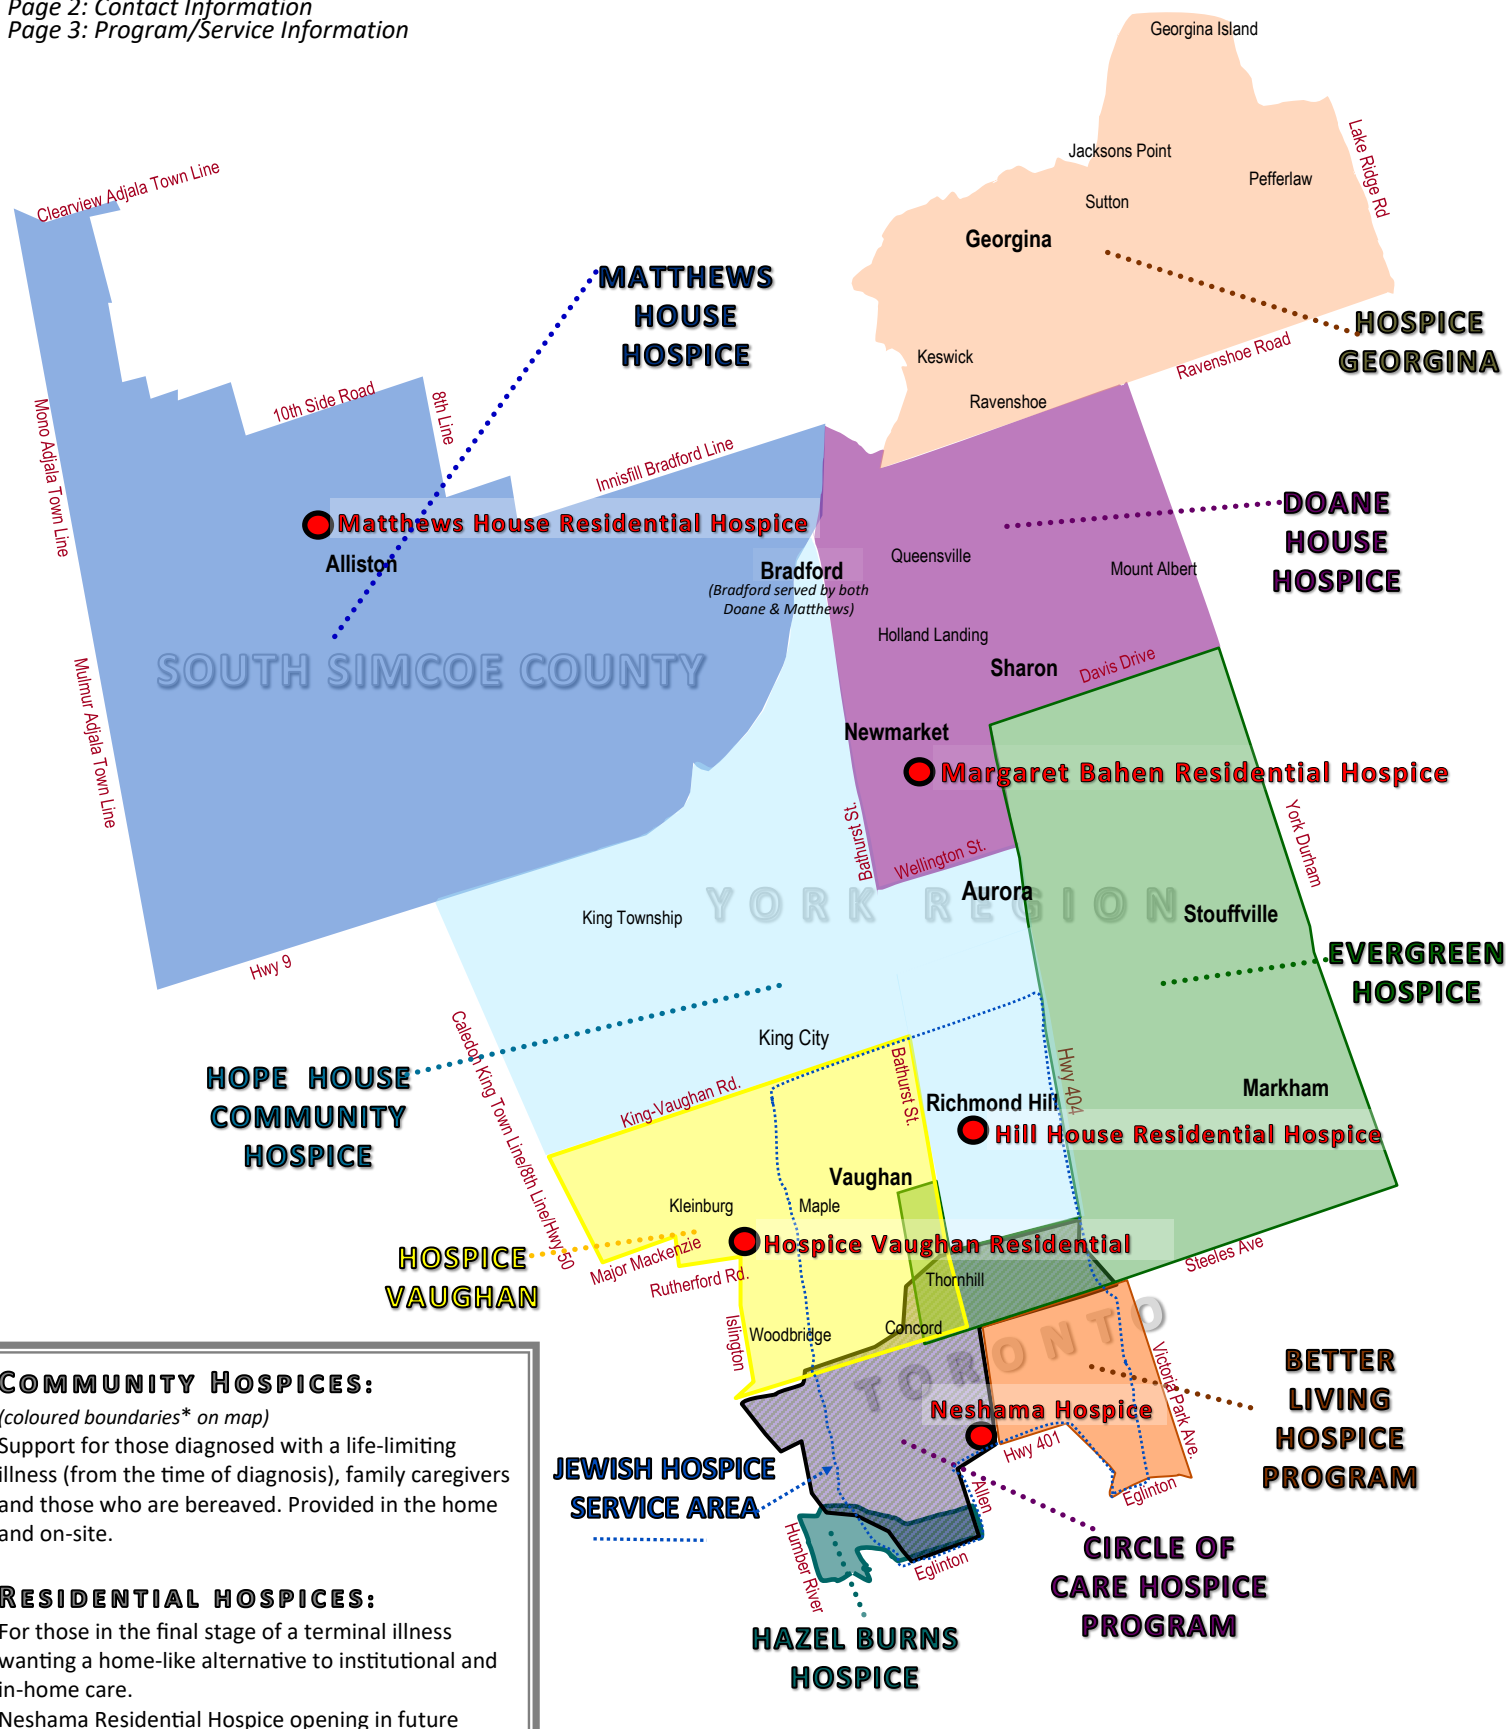 Page 2: Contact Information
Page 3: Program/Service Information
Georgina Island
Lake Ridge Rd
Jacksons Point
Pefferlaw
Sutton
Georgina
Clearview Adjala Town Line
MATTHEWS
HOUSE
HOSPICE
HOSPICE
GEORGINA
Keswick
Ravenshoe Road
Ravenshoe
10th Side Road
8th Line
Mono Adjala Town Line
Innisfill Bradford Line
Matthews House Residential Hospice
Alliston
DOANE
HOUSE
HOSPICE
Queensville
Mount Albert
Bradford
(Bradford served by both
Doane & Matthews)
Holland Landing
SOUTH SIMCOE COUNTY
Sharon
Davis Drive
Mulmur Adjala Town Line
Newmarket
Margaret Bahen Residential Hospice
Bathurst St.
York Durham
Wellington St.
Aurora
YORK REGION
King Township
Stouffville
Hwy 9
EVERGREEN
HOSPICE
King City
Caledon King Town Line/8th Line/Hwy 50
HOPE HOUSE
COMMUNITY
HOSPICE
King-Vaughan Rd.
Bathurst St.
Hwy 404
Richmond Hill
Markham
Hill House Residential Hospice
Vaughan
Kleinburg
Maple
Hospice Vaughan Residential
HOSPICE
VAUGHAN
Major Mackenzie
Rutherford Rd.
Steeles Ave
Thornhill
Islington
Woodbridge
Concord
TORONTO
Victoria Park Ave.
BETTER
LIVING
HOSPICE
PROGRAM
Neshama Hospice
Hwy 401
JEWISH HOSPICE
SERVICE AREA
Allen
Eglinton
Humber River
Eglinton
CIRCLE OF
CARE HOSPICE
PROGRAM
HAZEL BURNS
HOSPICE
COMMUNITY HOSPICES:
(coloured boundaries* on map)
Support for those diagnosed with a life-limiting
illness (from the time of diagnosis), family caregivers
and those who are bereaved. Provided in the home
and on-site.
RESIDENTIAL HOSPICES:
For those in the final stage of a terminal illness
wanting a home-like alternative to institutional and
in-home care.
Neshama Residential Hospice opening in future